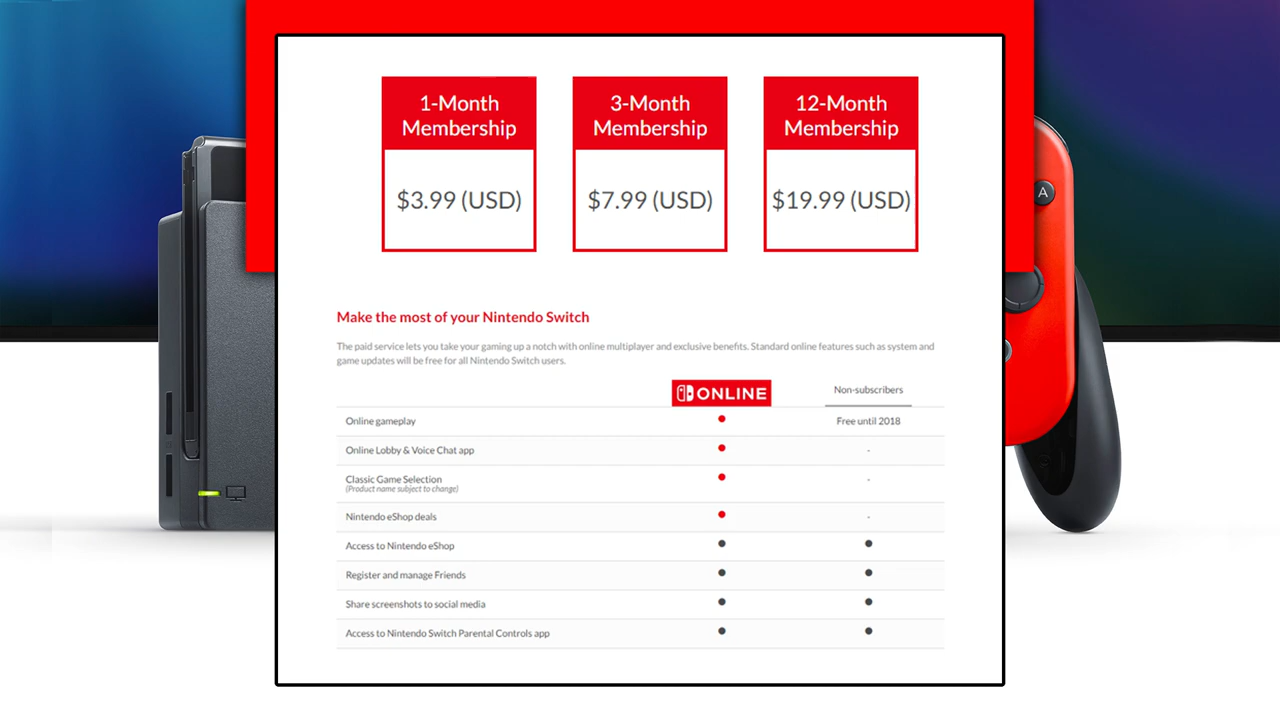 1-Month
Membership
$3.99 (USD)
3-Month
Membership
$7.99 (USD)
12-Month
Membership
$19.99 (USD)
Make the most of your Nintendo Switch
The paid service lets you take your gaming up a notch with online multiplayer and exclusive benefits. Standard online features such as system and
game updates will be free for all Nintendo Switch users.
ONLINE
Non-subscribers
Online gameplay
Free until 2018
Online Lobby & Voice Chat app
-
Classic Game Selection
(Product name subject to change)
-
Nintendo eShop deals
-
Access to Nintendo eShop
Register and manage Friends
Share screenshots to social media
Access to Nintendo Switch Parental Controls app
A